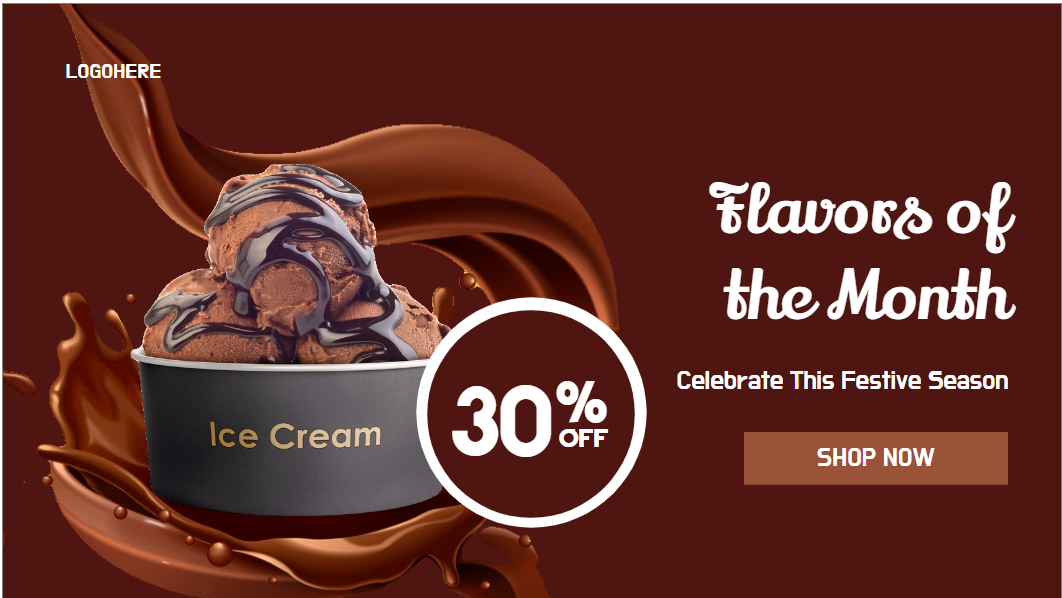 LOGOHERE
Flavors of
the Month
Celebrate This Festive Season
SHOP NOW
Ice Cream
30%
OFF